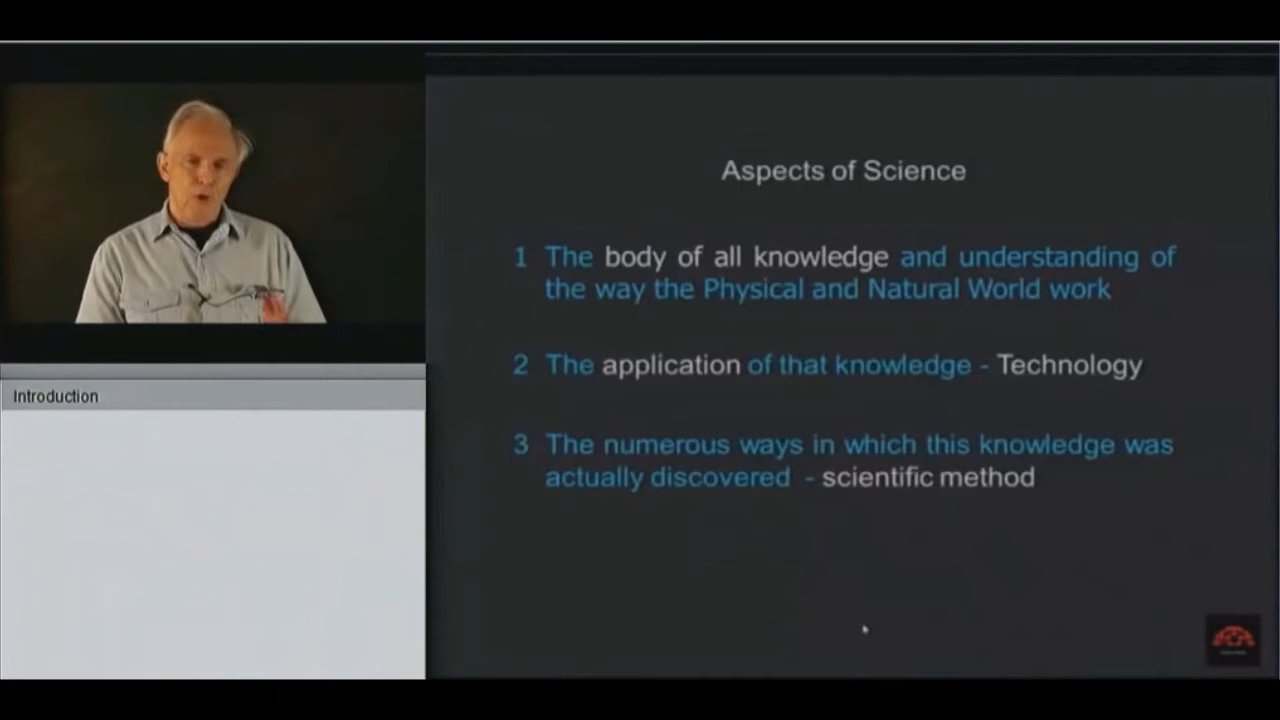 Aspects of Science
1 The body of all knowledge and understanding of
the way the Physical and Natural World work
2 The application of that knowledge - Technology
3 The numerous ways in which this knowledge was
actually discovered - scientific method
Introduction